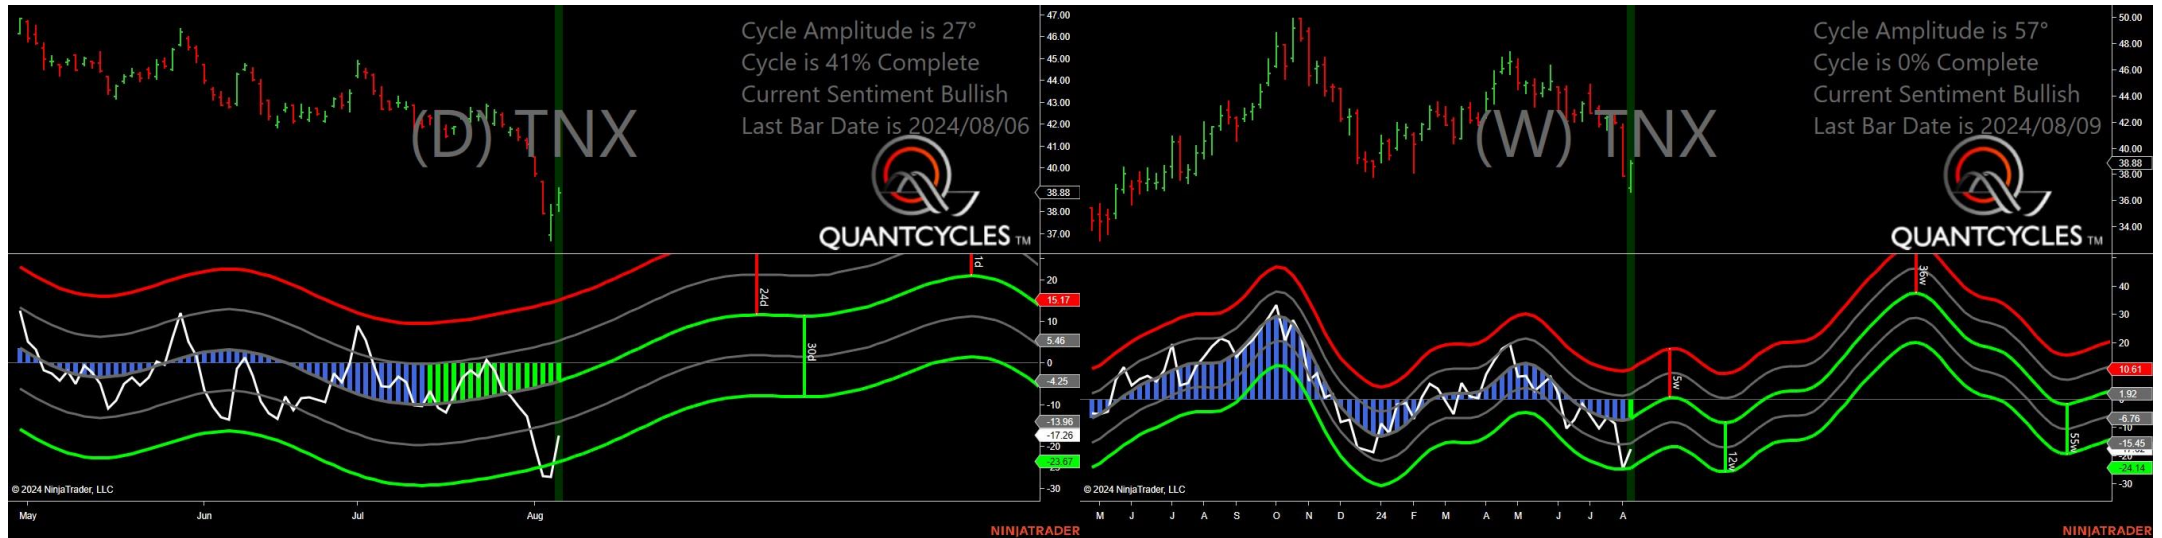 Cycle Amplitude is 27°
Cycle is 41% Complete
Current Sentiment Bullish
Last Bar Date is 2024/08/06
(D) TNX
QUANTCYCLES TM
47.00
46.00
45.00
44.00
43.00
42.00
41.00
40.00
38.88
38.00
37.00
1d
24d
30d
20
15.17
10
5.46
0
-4.25
-10
-13.96
-17.26
-20
-23.67
-30
© 2024 NinjaTrader, LLC
May
Jun
Jul
Aug
NINJATRADER
Cycle Amplitude is 57°
Cycle is 0% Complete
Current Sentiment Bullish
Last Bar Date is 2024/08/09
(W) TNX
QUANTCYCLES TM
50.00
48.00
46.00
44.00
42.00
40.00
38.88
38.00
36.00
34.00
36w
5w
12w
55w
40
30
20
10.61
1.92
0
-6.76
-10
-15.45
-20
-24.14
-30
© 2024 NinjaTrader, LLC
M J J A S O N D 24 F M A M J J A
NINJATRADER